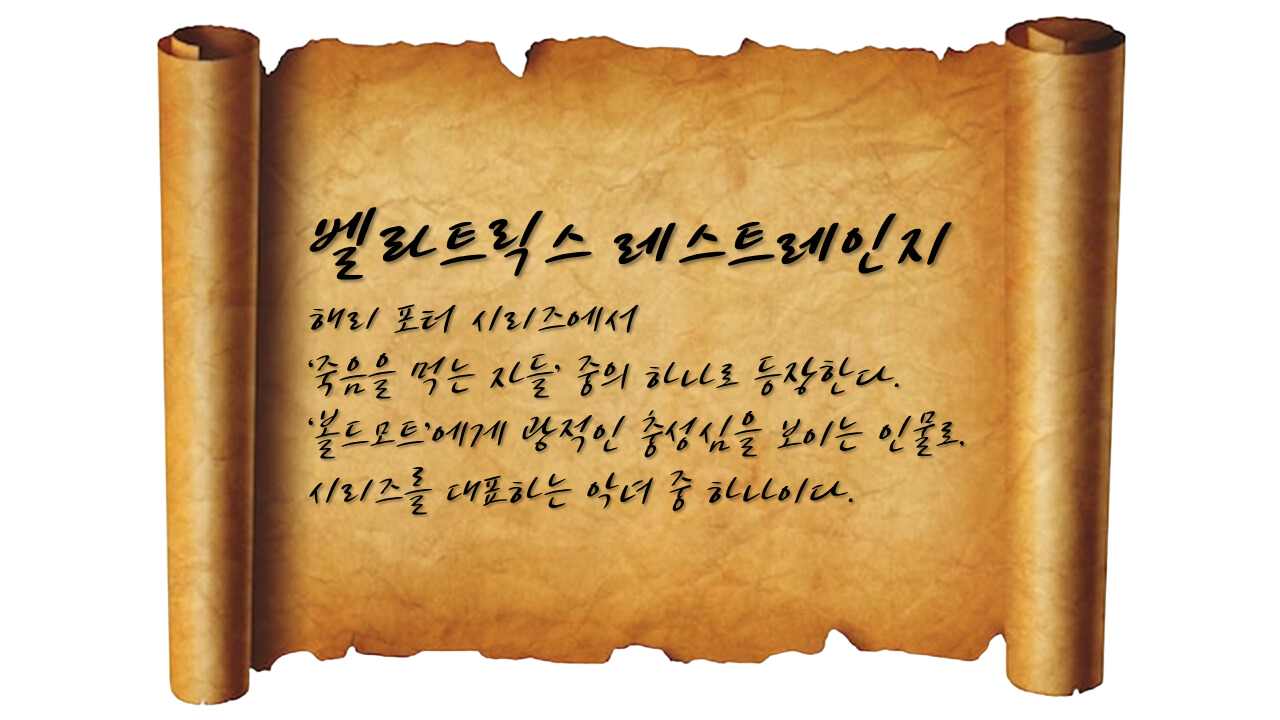 벨라트릭스 레스트레인지
해리 포터 시리즈에서
‘죽음을 먹는 자들’ 중의 하나로 등장한다.
‘볼드모트’에게 광적인 충성심을 보이는 인물로,
시리즈를 대표하는 악녀 중 하나이다.